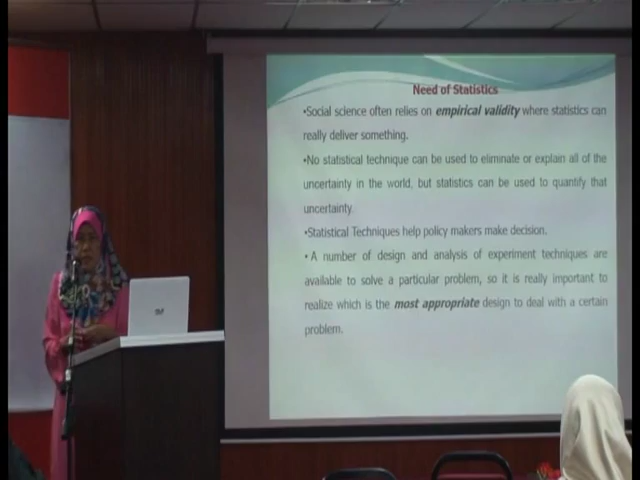 Need of Statistics
•Social science often relies on empirical validity where statistics can
really deliver something.
•No statistical technique can be used to eliminate or explain all of the
uncertainty in the world, but statistics can be used to quantify that
uncertainty.
•Statistical Techniques help policy makers make decision.
• A number of design and analysis of experiment techniques are
available to solve a particular problem, so it is really important to
realize which is the most appropriate design to deal with a certain
problem.